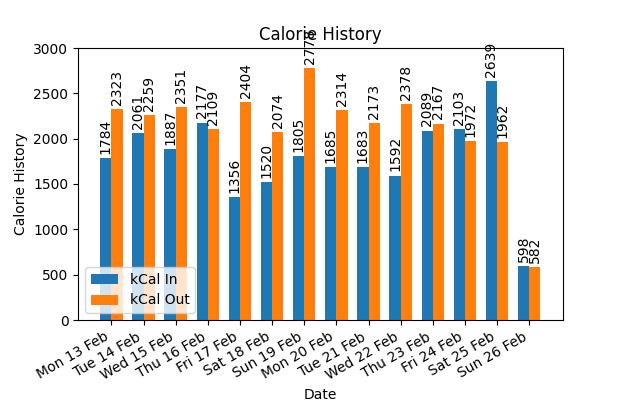 Calorie History
3000
2500
2000
1500
1000
500
0
Calorie History
1784
2323
2061
2259
1887
2351
2177
2109
1356
2404
1520
2074
1805
1685
2314
1683
2173
1592
2378
2089
2167
2103
1972
2639
1962
598
582
kCal In
kCal Out
Mon 13 Feb
Tue 14 Feb
Wed 15 Feb
Thu 16 Feb
Fri 17 Feb
Sat 18 Feb
Sun 19 Feb
Mon 20 Feb
Tue 21 Feb
Wed 22 Feb
Thu 23 Feb
Fri 24 Feb
Sat 25 Feb
Sun 26 Feb
Date